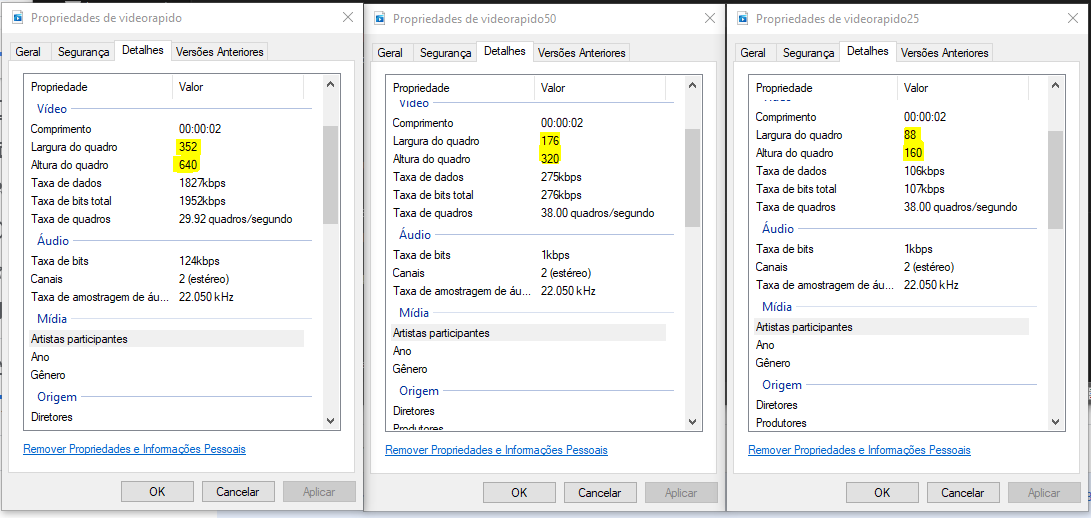 Propriedades de videorapido
Geral Segurança Detalhes Versões Anteriores
Propriedade Valor
Vídeo
Comprimento 00:00:02
Largura do quadro 352
Altura do quadro 640
Taxa de dados 1827kbps
Taxa de bits total 1952kbps
Taxa de quadros 29.92 quadros/segundo
Áudio
Taxa de bits 124kbps
Canais 2 (estéreo)
Taxa de amostragem de áu... 22.050 kHz
Mídia
Artistas participantes
Ano
Gênero
Origem
Diretores
Remover Propriedades e Informações Pessoais
OK Cancelar Aplicar
Propriedades de videorapido50
Geral Segurança Detalhes Versões Anteriores
Propriedade Valor
Vídeo
Comprimento 00:00:02
Largura do quadro 176
Altura do quadro 320
Taxa de dados 275kbps
Taxa de bits total 276kbps
Taxa de quadros 38.00 quadros/segundo
Áudio
Taxa de bits 1kbps
Canais 2 (estéreo)
Taxa de amostragem de áu... 22.050 kHz
Mídia
Artistas participantes
Ano
Gênero
Origem
Diretores
Produtores
Remover Propriedades e Informações Pessoais
OK Cancelar Aplicar
Propriedades de videorapido25
Geral Segurança Detalhes Versões Anteriores
Propriedade Valor
Comprimento 00:00:02
Largura do quadro 88
Altura do quadro 160
Taxa de dados 106kbps
Taxa de bits total 107kbps
Taxa de quadros 38.00 quadros/segundo
Áudio
Taxa de bits 1kbps
Canais 2 (estéreo)
Taxa de amostragem de áu... 22.050 kHz
Mídia
Artistas participantes
Ano
Gênero
Origem
Diretores
Produtores
Remover Propriedades e Informações Pessoais
OK Cancelar Aplicar